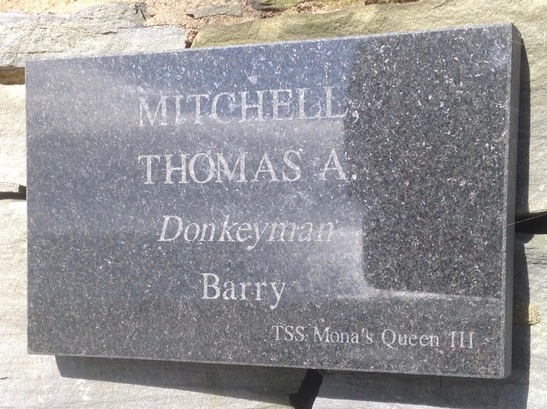 MITCHELL,
THOMAS A.
Donkeyman
Barry
TSS Mona's Queen III